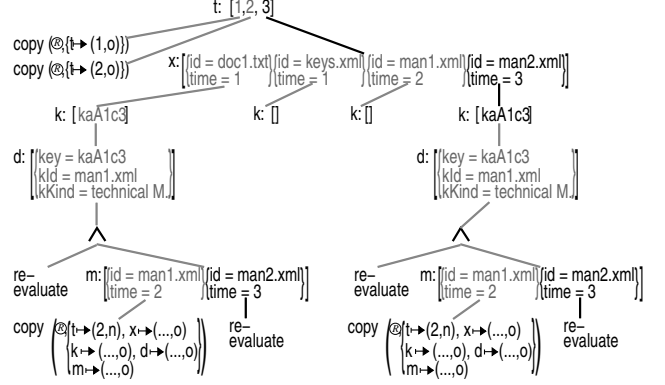 t: [1,2, 3]
copy (®,{t↦(1,o)})
copy (®,{t↦(2,o)})
x: [{id = doc1.txt} {id = keys.xml} {id = man1.xml} {id = man2.xml}]
{time = 1} {time = 1} {time = 2} {time = 3}
k: [kaA1c3] k: [] k: [] k: [kaA1c3]
d: [{key = kaA1c3 d: [{key = kaA1c3
kId = man1.xml kId = man1.xml
kKind = technical M.}] kKind = technical M.}]
re– m: [{id = man1.xml} {id = man2.xml}] re– m: [{id = man1.xml} {id = man2.xml}]
evaluate {time = 2} {time = 3} evaluate {time = 2} {time = 3}
copy (®,{t↦(2,n), x↦(...,o) re– copy (®,{t↦(2,n), x↦(...,o) re–
k↦(...,o), d↦(...,o) evaluate k↦(...,o), d↦(...,o) evaluate
m↦(...,o)}) m↦(...,o)})